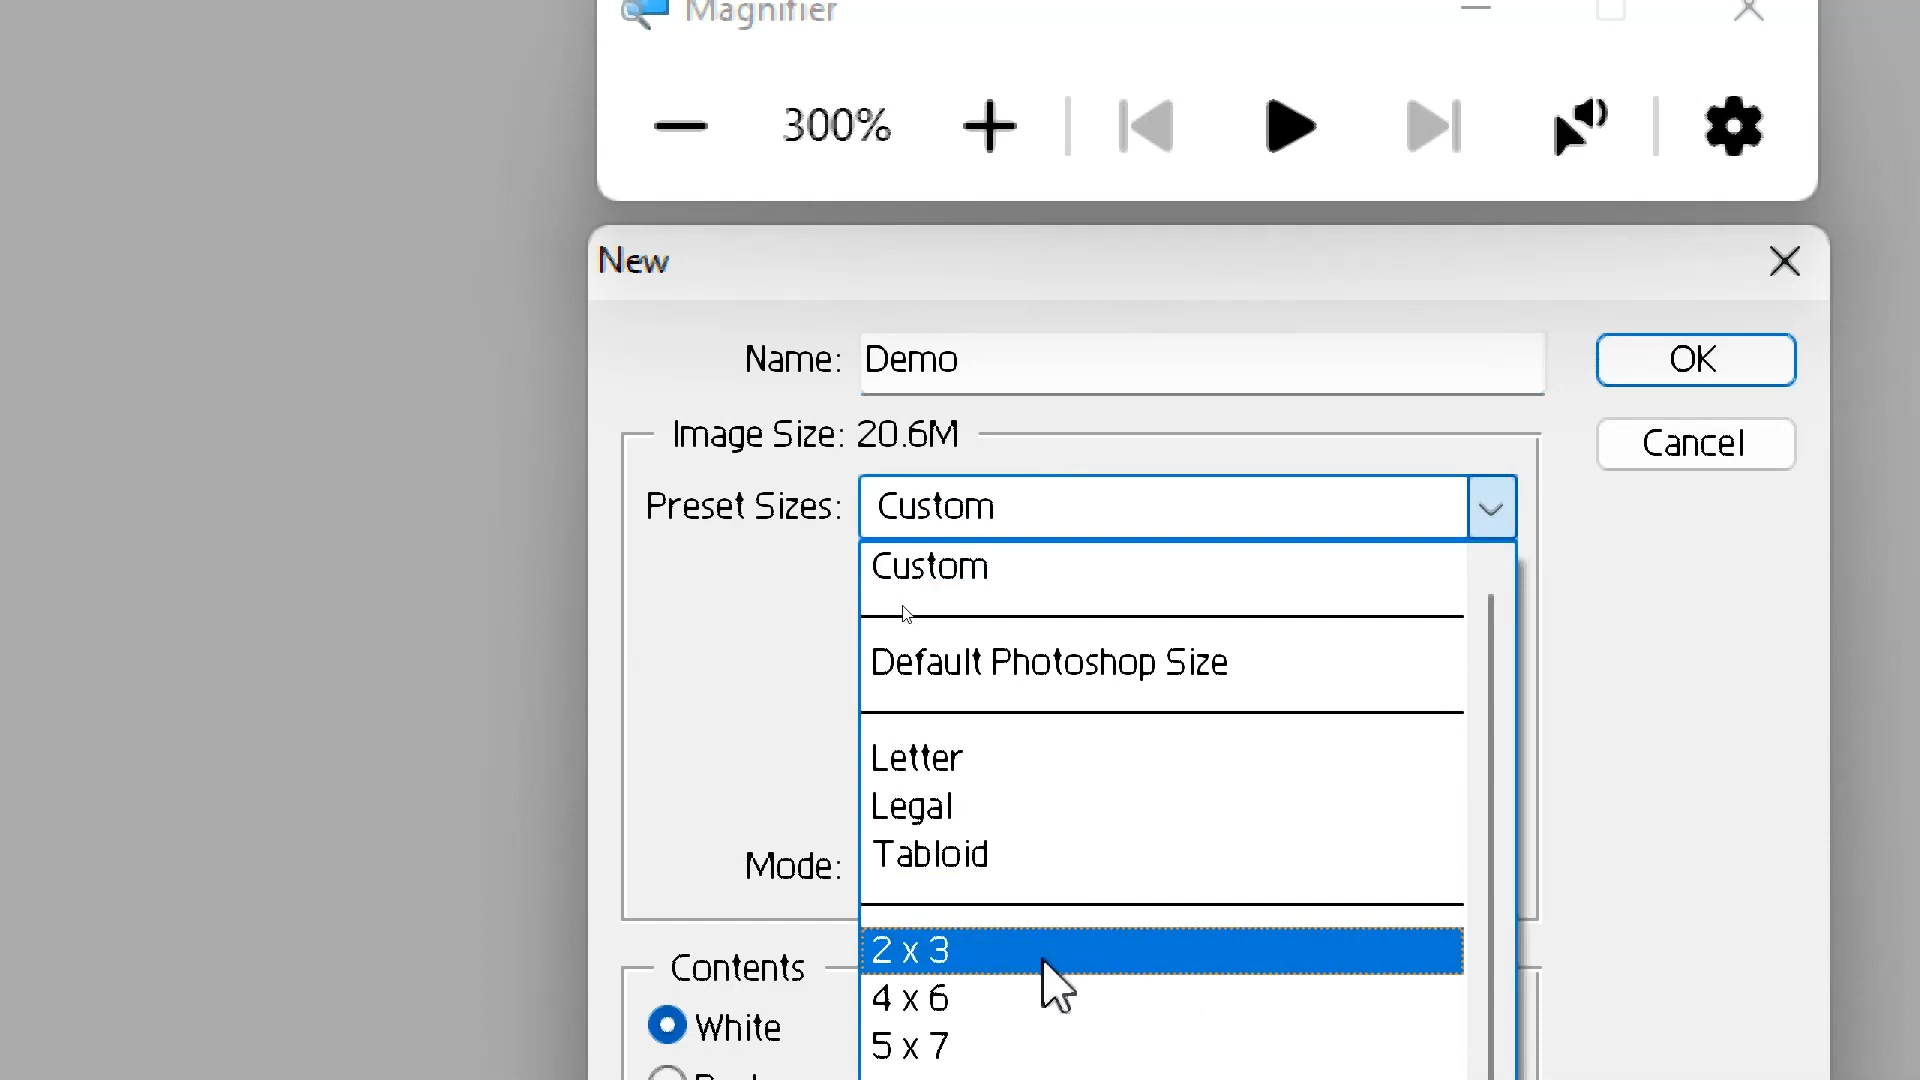 Magnifier
300%
New
Name: Demo
OK
Image Size: 20.6M
Cancel
Preset Sizes: Custom
Custom
Default Photoshop Size
Letter
Legal
Tabloid
Mode:
2 x 3
Contents
4 x 6
White
5 x 7